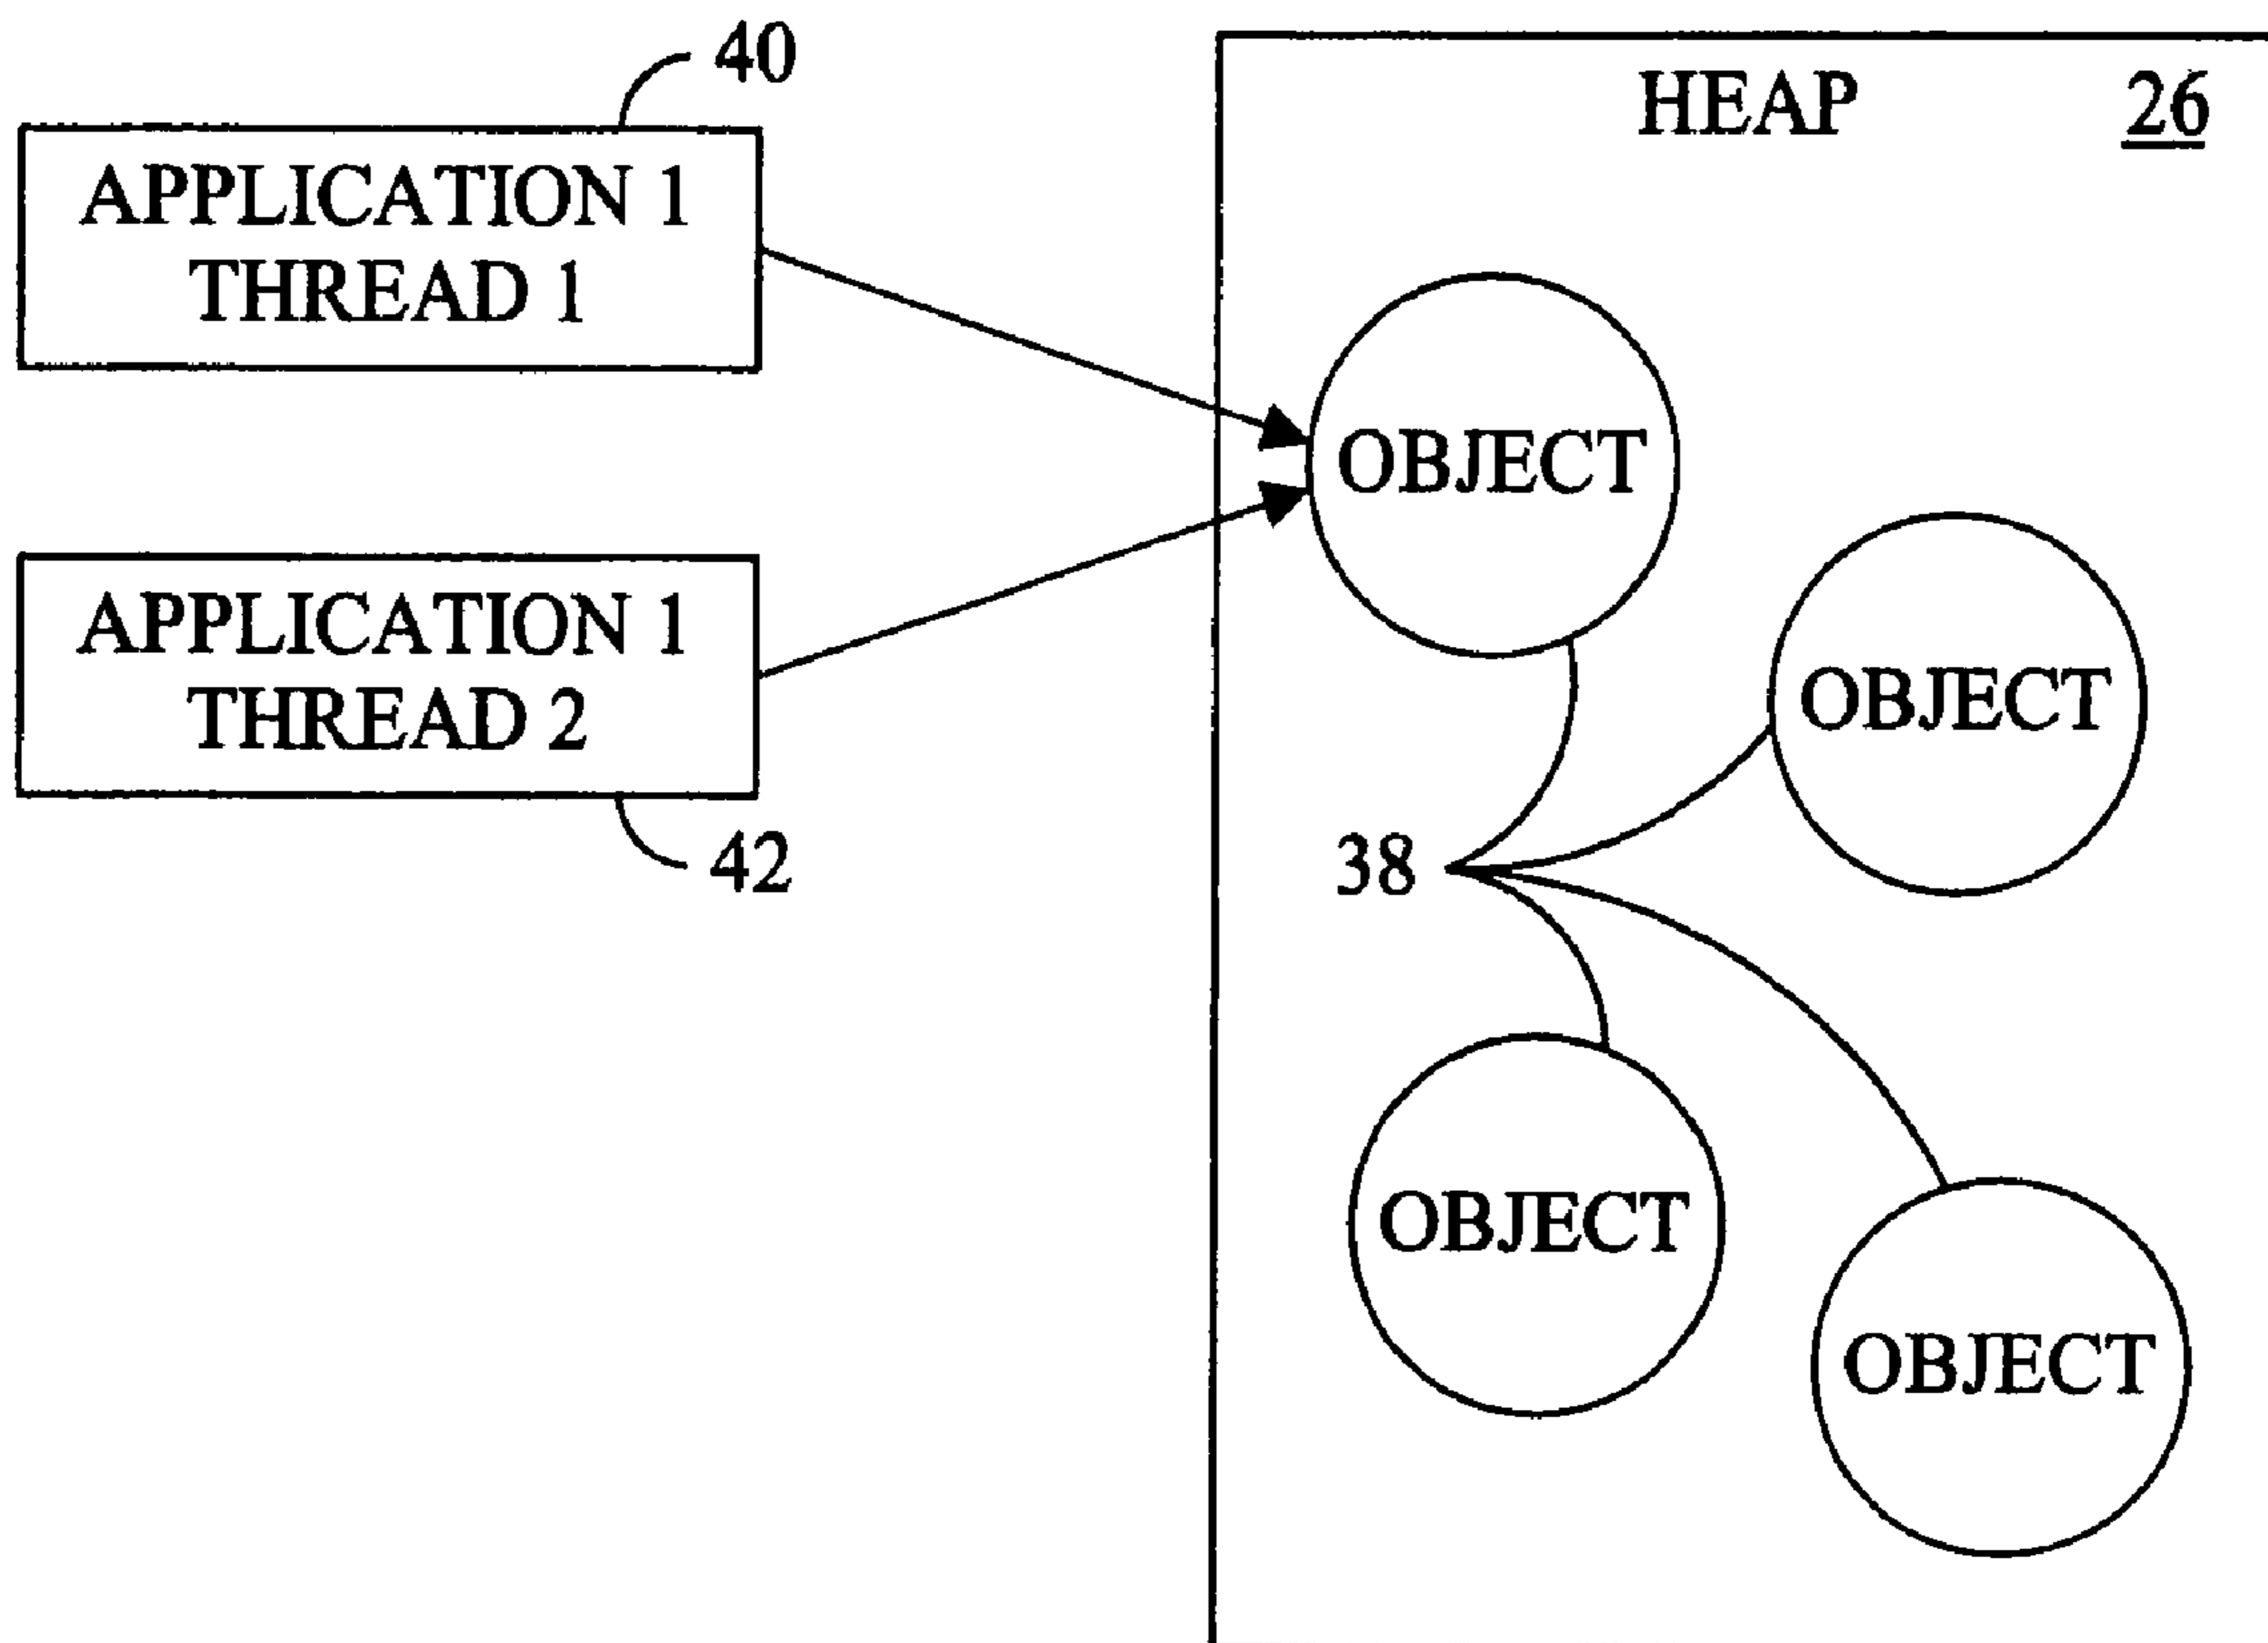 40
HEAP 26
APPLICATION 1
THREAD 1
OBJECT
APPLICATION 1
THREAD 2
OBJECT
42
38
OBJECT
OBJECT